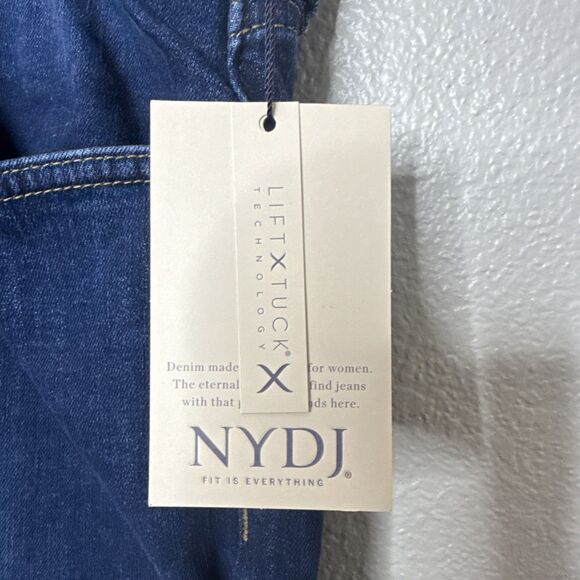 LIFTXTUCK®
TECHNOLOGY
X
Denim made for women.
The eternal find jeans
with that here.
NYDJ®
FIT IS EVERYTHING